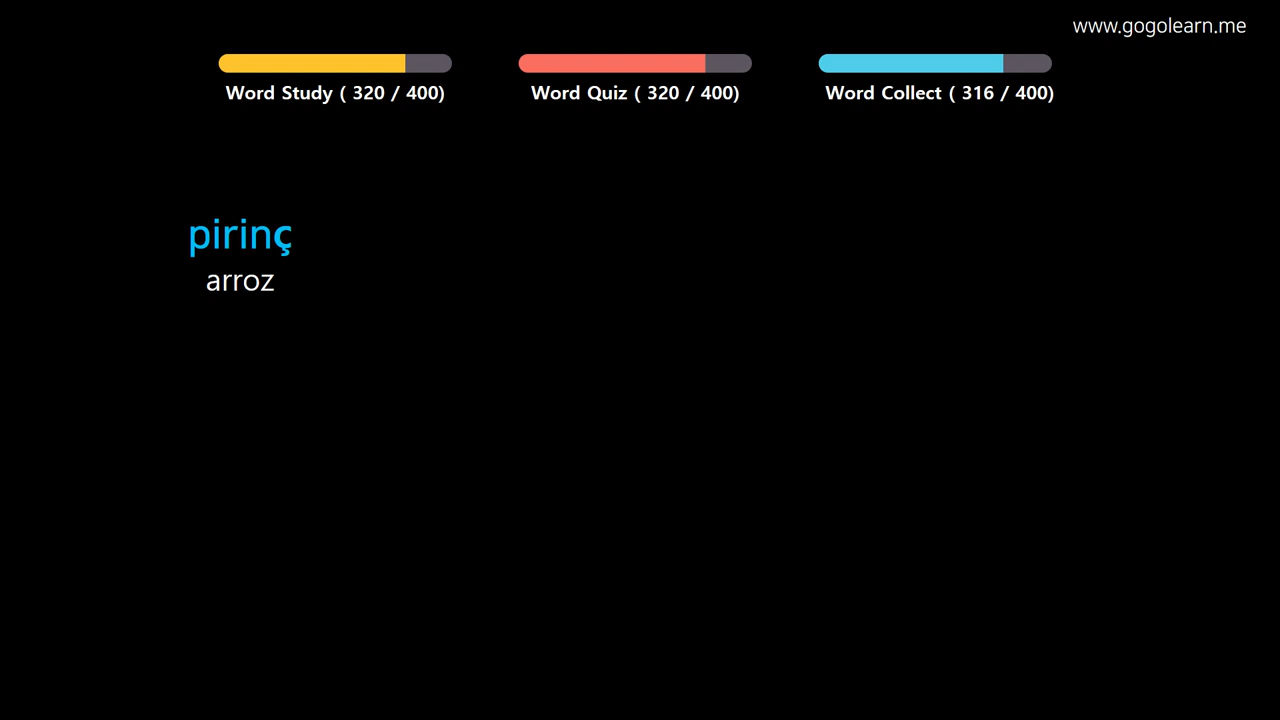 www.gogolearn.me
Word Study ( 320 / 400)
Word Quiz ( 320 / 400)
Word Collect ( 316 / 400)
pirinç
arroz